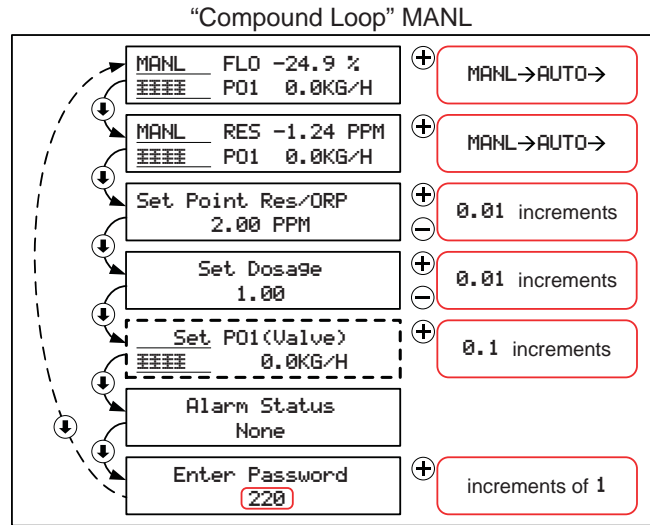 “Compound Loop” MANL
MANL FLO -24.9 %
PO1 0.0KG/H
+
MANL→AUTO→
MANL RES -1.24 PPM
PO1 0.0KG/H
+
MANL→AUTO→
Set Point Res/ORP
2.00 PPM
+
−
0.01 increments
Set Dosage
1.00
+
−
0.01 increments
Set PO1(Valve)
0.0KG/H
+
0.1 increments
Alarm Status
None
Enter Password
220
+
increments of 1